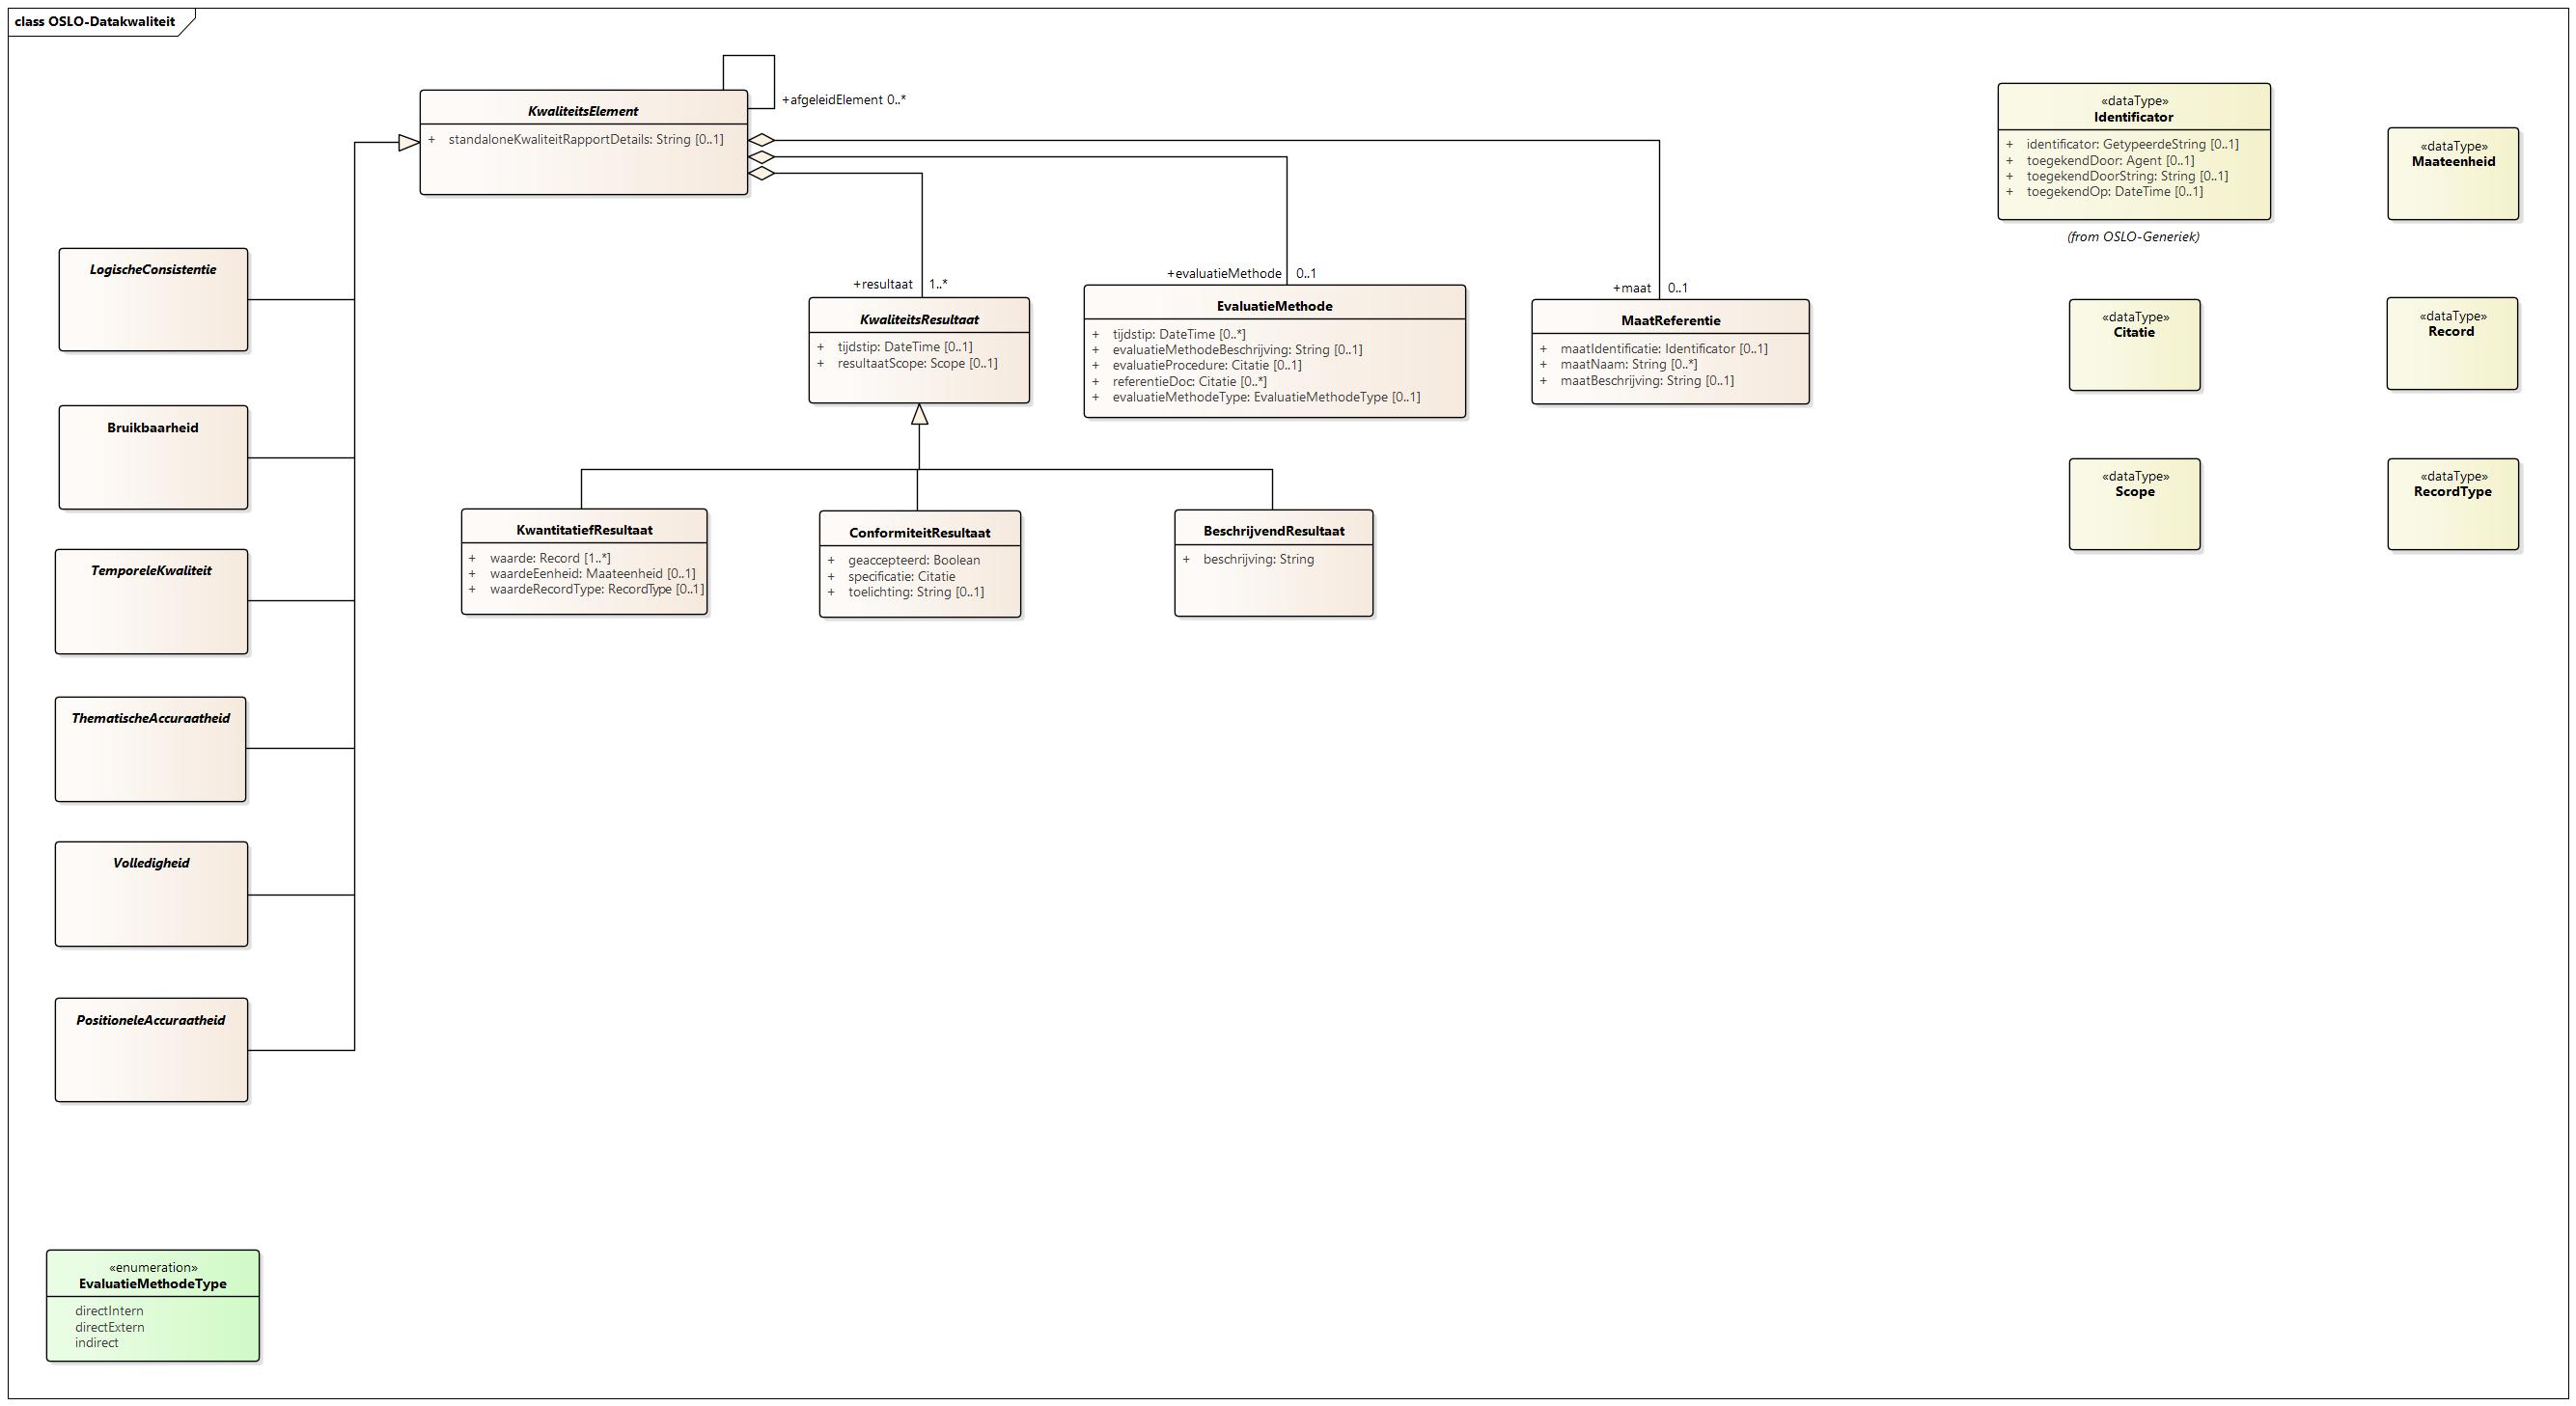 class OSLO-Datakwaliteit
KwaliteitsElement
+ standaloneKwaliteitRapportDetails: String [0..1]
+afgeleidElement 0..*
+resultaat 1..*
+evaluatieMethode 0..1
+maat 0..1
LogischeConsistentie
Bruikbaarheid
TemporeleKwaliteit
ThematischeAccuraatheid
Volledigheid
PositioneleAccuraatheid
KwaliteitsResultaat
+ tijdstip: DateTime [0..1]
+ resultaatScope: Scope [0..1]
EvaluatieMethode
+ tijdstip: DateTime [0..*]
+ evaluatieMethodeBeschrijving: String [0..1]
+ evaluatieProcedure: Citatie [0..1]
+ referentieDoc: Citatie [0..*]
+ evaluatieMethodeType: EvaluatieMethodeType [0..1]
MaatReferentie
+ maatIdentificatie: Identificator [0..1]
+ maatNaam: String [0..*]
+ maatBeschrijving: String [0..1]
KwantitatiefResultaat
+ waarde: Record [1..*]
+ waardeEenheid: Maateenheid [0..1]
+ waardeRecordType: RecordType [0..1]
ConformiteitResultaat
+ geaccepteerd: Boolean
+ specificatie: Citatie
+ toelichting: String [0..1]
BeschrijvendResultaat
+ beschrijving: String
«dataType»
Identificator
+ identificator: GetypeerdeString [0..1]
+ toegekendDoor: Agent [0..1]
+ toegekendDoorString: String [0..1]
+ toegekendOp: DateTime [0..1]
(from OSLO-Generiek)
«dataType»
Maateenheid
«dataType»
Citatie
«dataType»
Record
«dataType»
Scope
«dataType»
RecordType
«enumeration»
EvaluatieMethodeType
directIntern
directExtern
indirect